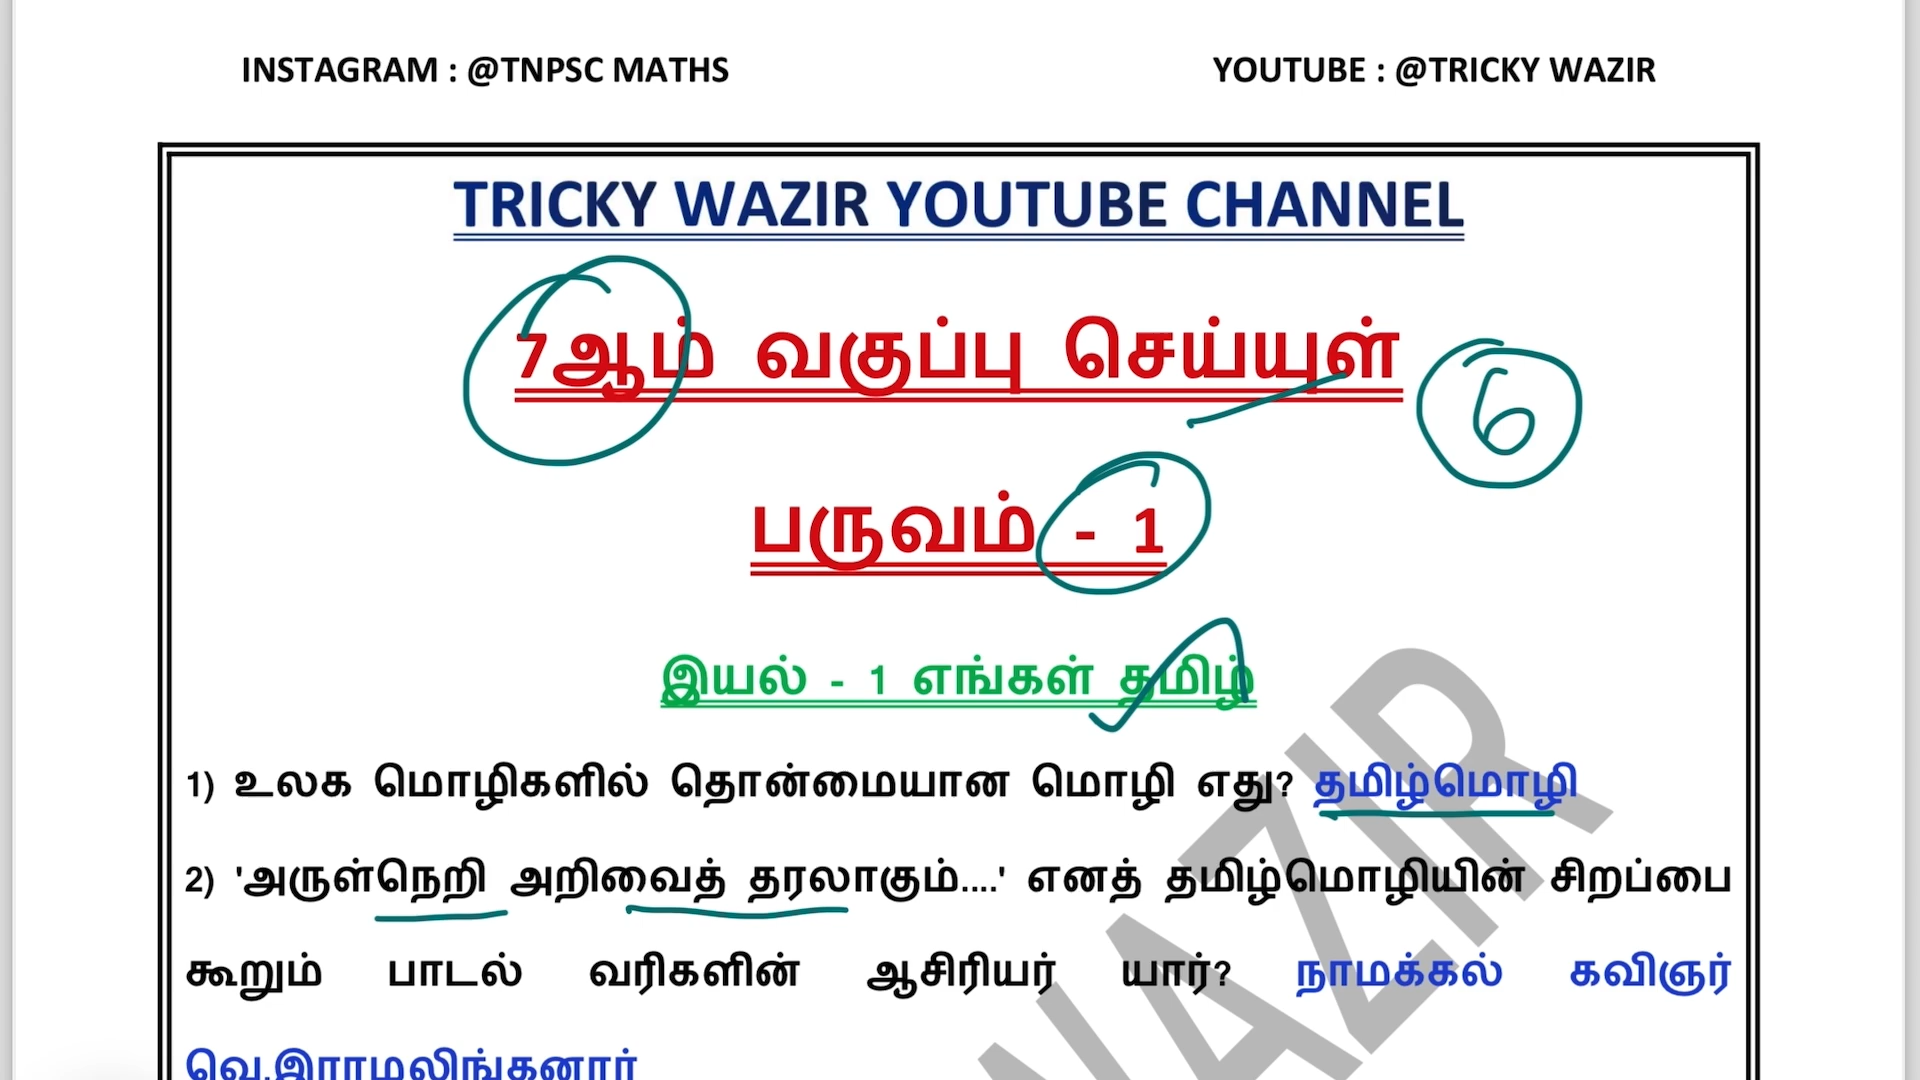 INSTAGRAM : @TNPSC MATHS YOUTUBE : @TRICKY WAZIR
TRICKY WAZIR YOUTUBE CHANNEL
7ஆம் வகுப்பு செய்யுள்
6
பருவம் - 1
இயல் - 1 எங்கள் தமிழ்
1) உலக மொழிகளில் தொன்மையான மொழி எது? தமிழ்மொழி
2) 'அருள்நெறி அறிவைத் தரலாகும்....' எனத் தமிழ்மொழியின் சிறப்பை
கூறும் பாடல் வரிகளின் ஆசிரியர் யார்? நாமக்கல் கவிஞர்
வெ.இராமலிங்கனார்
WAZIR